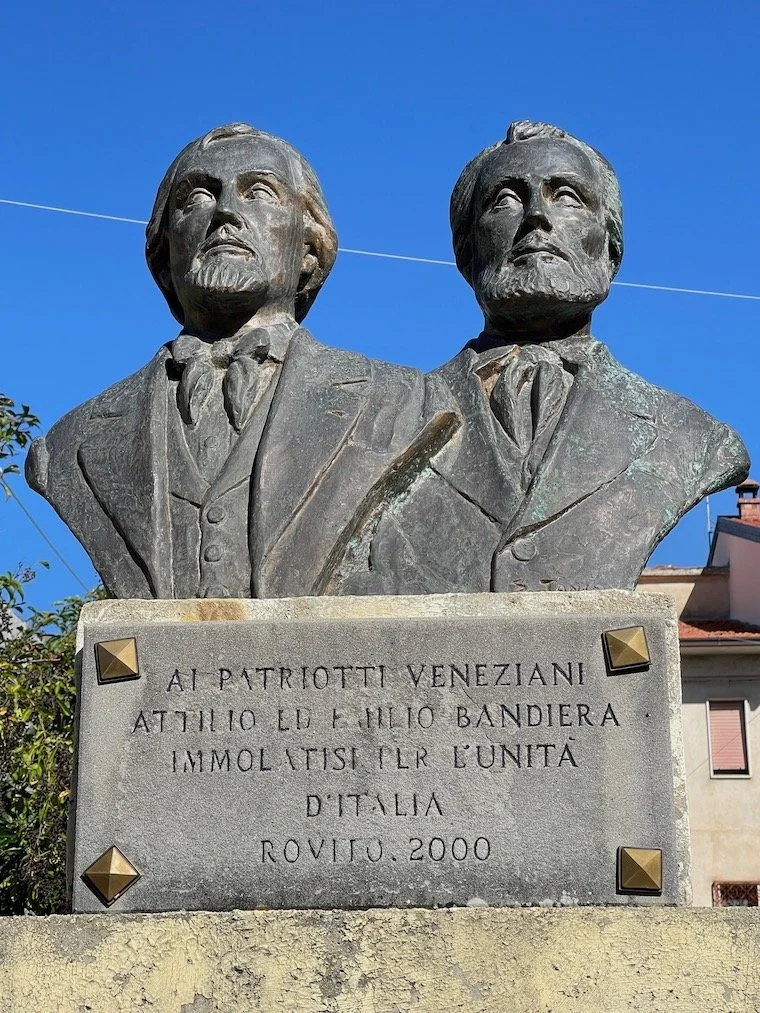 AI PATRIOTTI VENEZIANI
ATTILIO ED EMILIO BANDIERA
IMMOLATISI PER L'UNITÀ
D'ITALIA
ROVITO. 2000